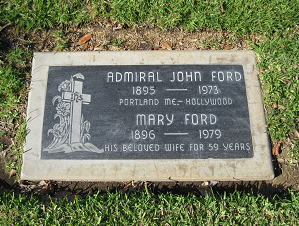 ADMIRAL JOHN FORD
1895 — 1973
PORTLAND ME.- HOLLYWOOD
MARY FORD
1896 — 1979
HIS BELOVED WIFE FOR 59 YEARS